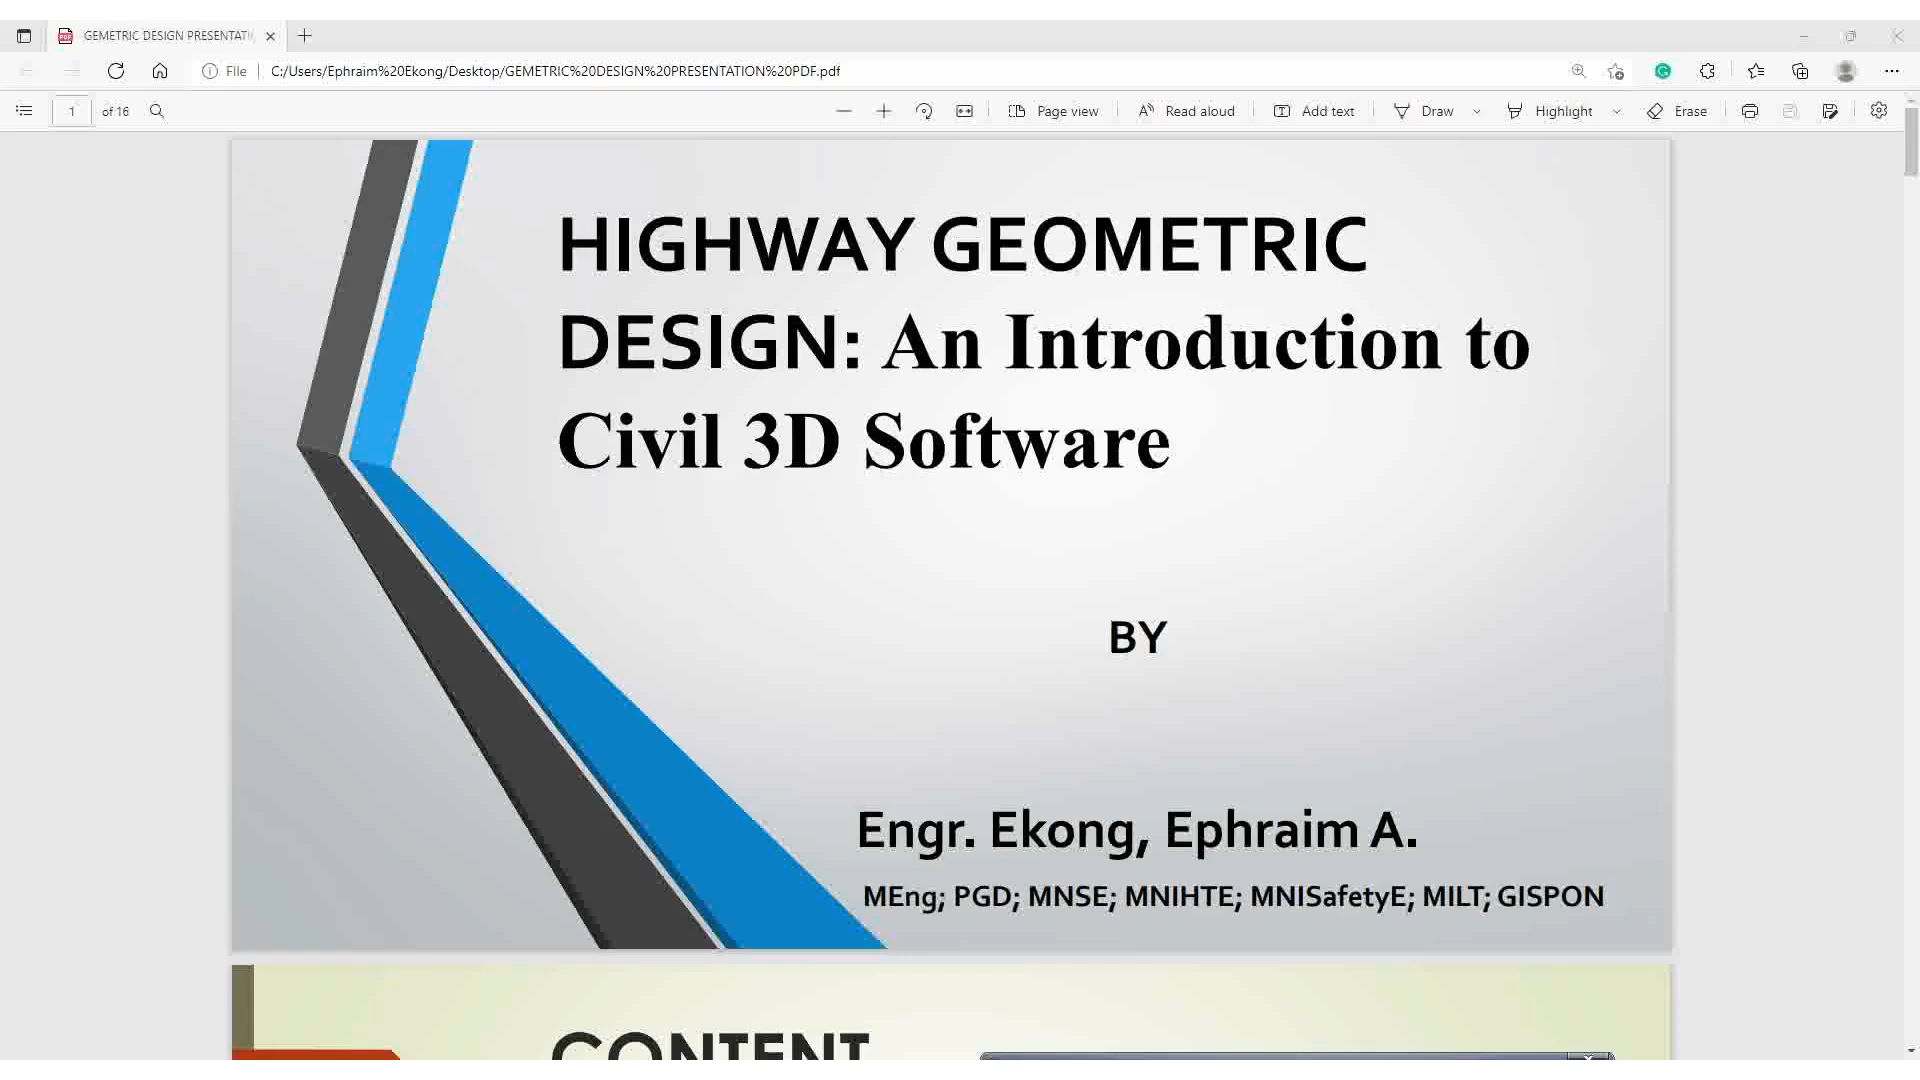 GEMETRIC DESIGN PRESENTATI
File
C:/Users/Ephraim%20Ekong/Desktop/GEMETRIC%20DESIGN%20PRESENTATION%20PDF.pdf
1 of 16
Page view
Read aloud
Add text
Draw
Highlight
Erase
HIGHWAY GEOMETRIC
DESIGN: An Introduction to
Civil 3D Software
BY
Engr. Ekong, Ephraim A.
MEng; PGD; MNSE; MNIHTE; MNISafetyE; MILT; GISPON
CONTENT